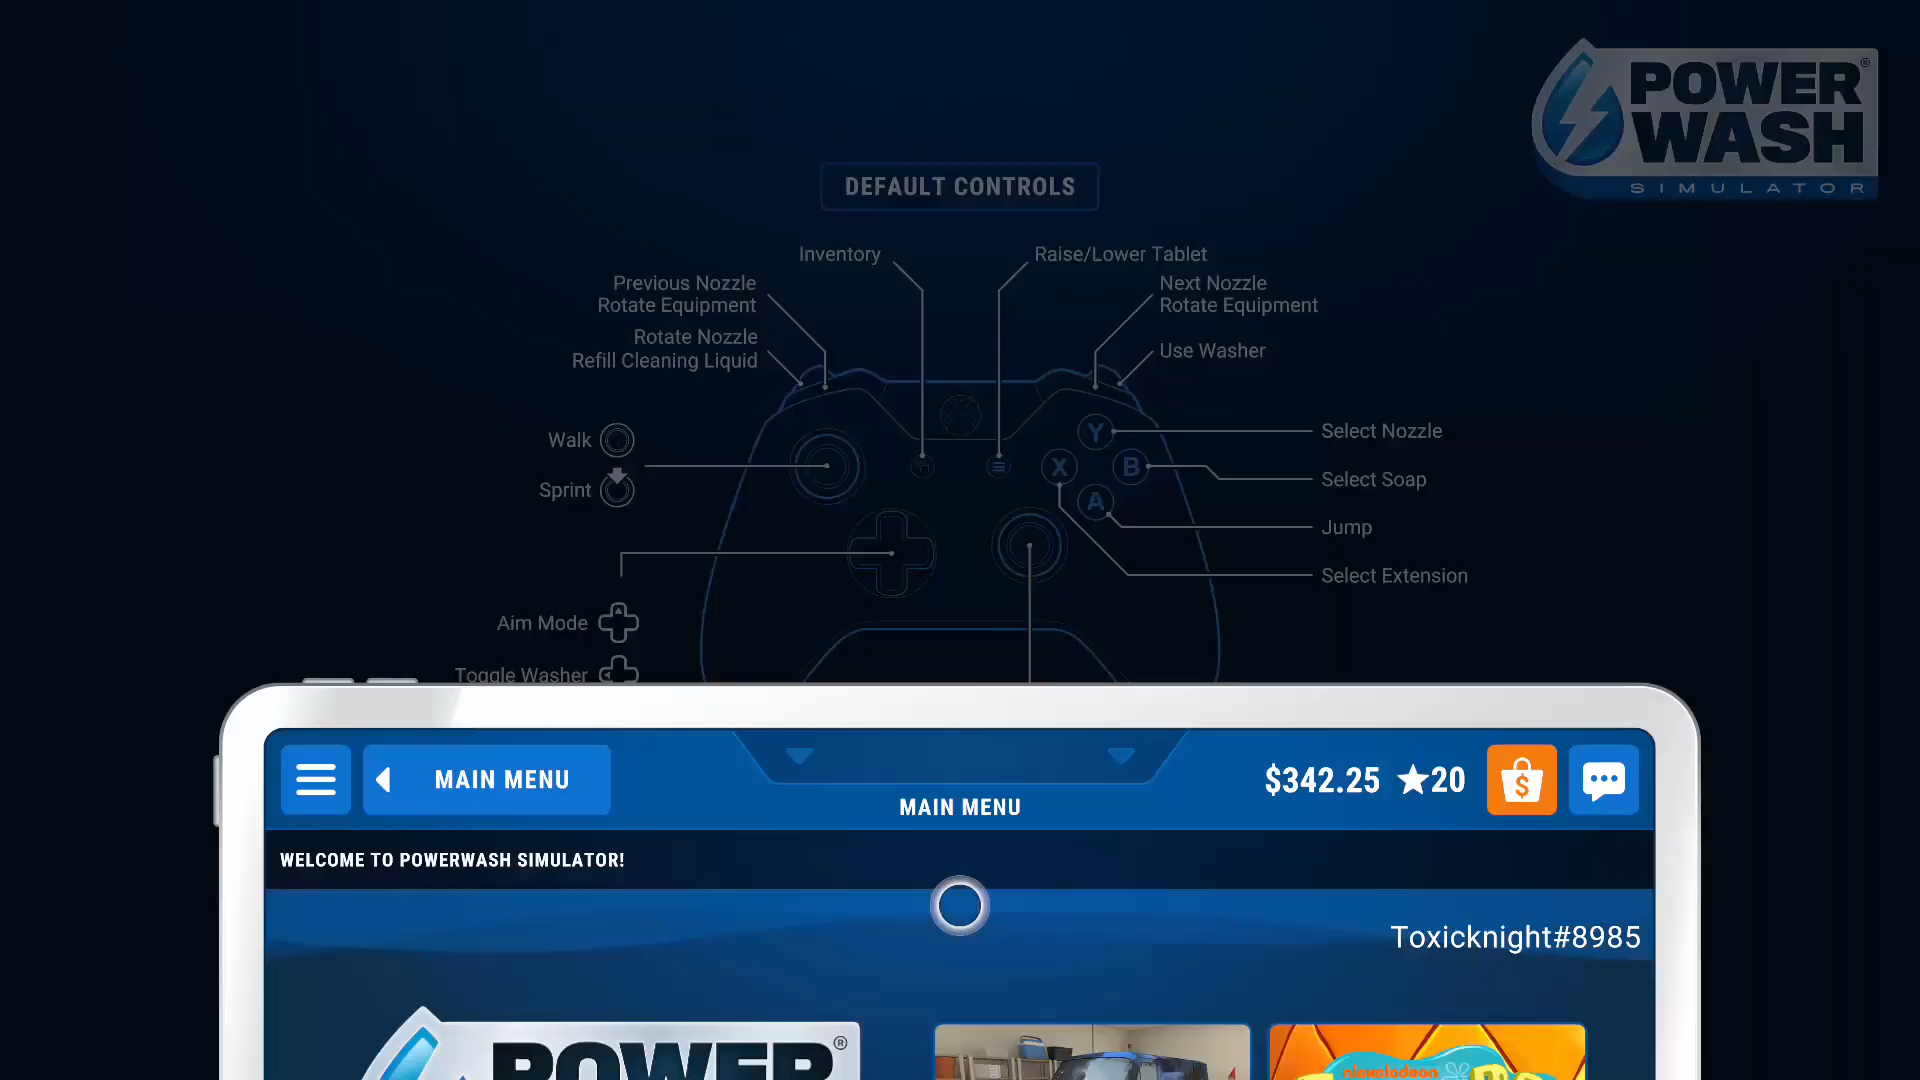 POWER®
WASH
SIMULATOR
DEFAULT CONTROLS
Inventory
Raise/Lower Tablet
Previous Nozzle
Rotate Equipment
Next Nozzle
Rotate Equipment
Rotate Nozzle
Refill Cleaning Liquid
Use Washer
Walk
Y
Select Nozzle
X
B
Sprint
Select Soap
A
Jump
Select Extension
Aim Mode
Toggle Washer
MAIN MENU
$342.25
20
$
MAIN MENU
WELCOME TO POWERWASH SIMULATOR!
Toxicknight#8985
POWER®
nickelodeon